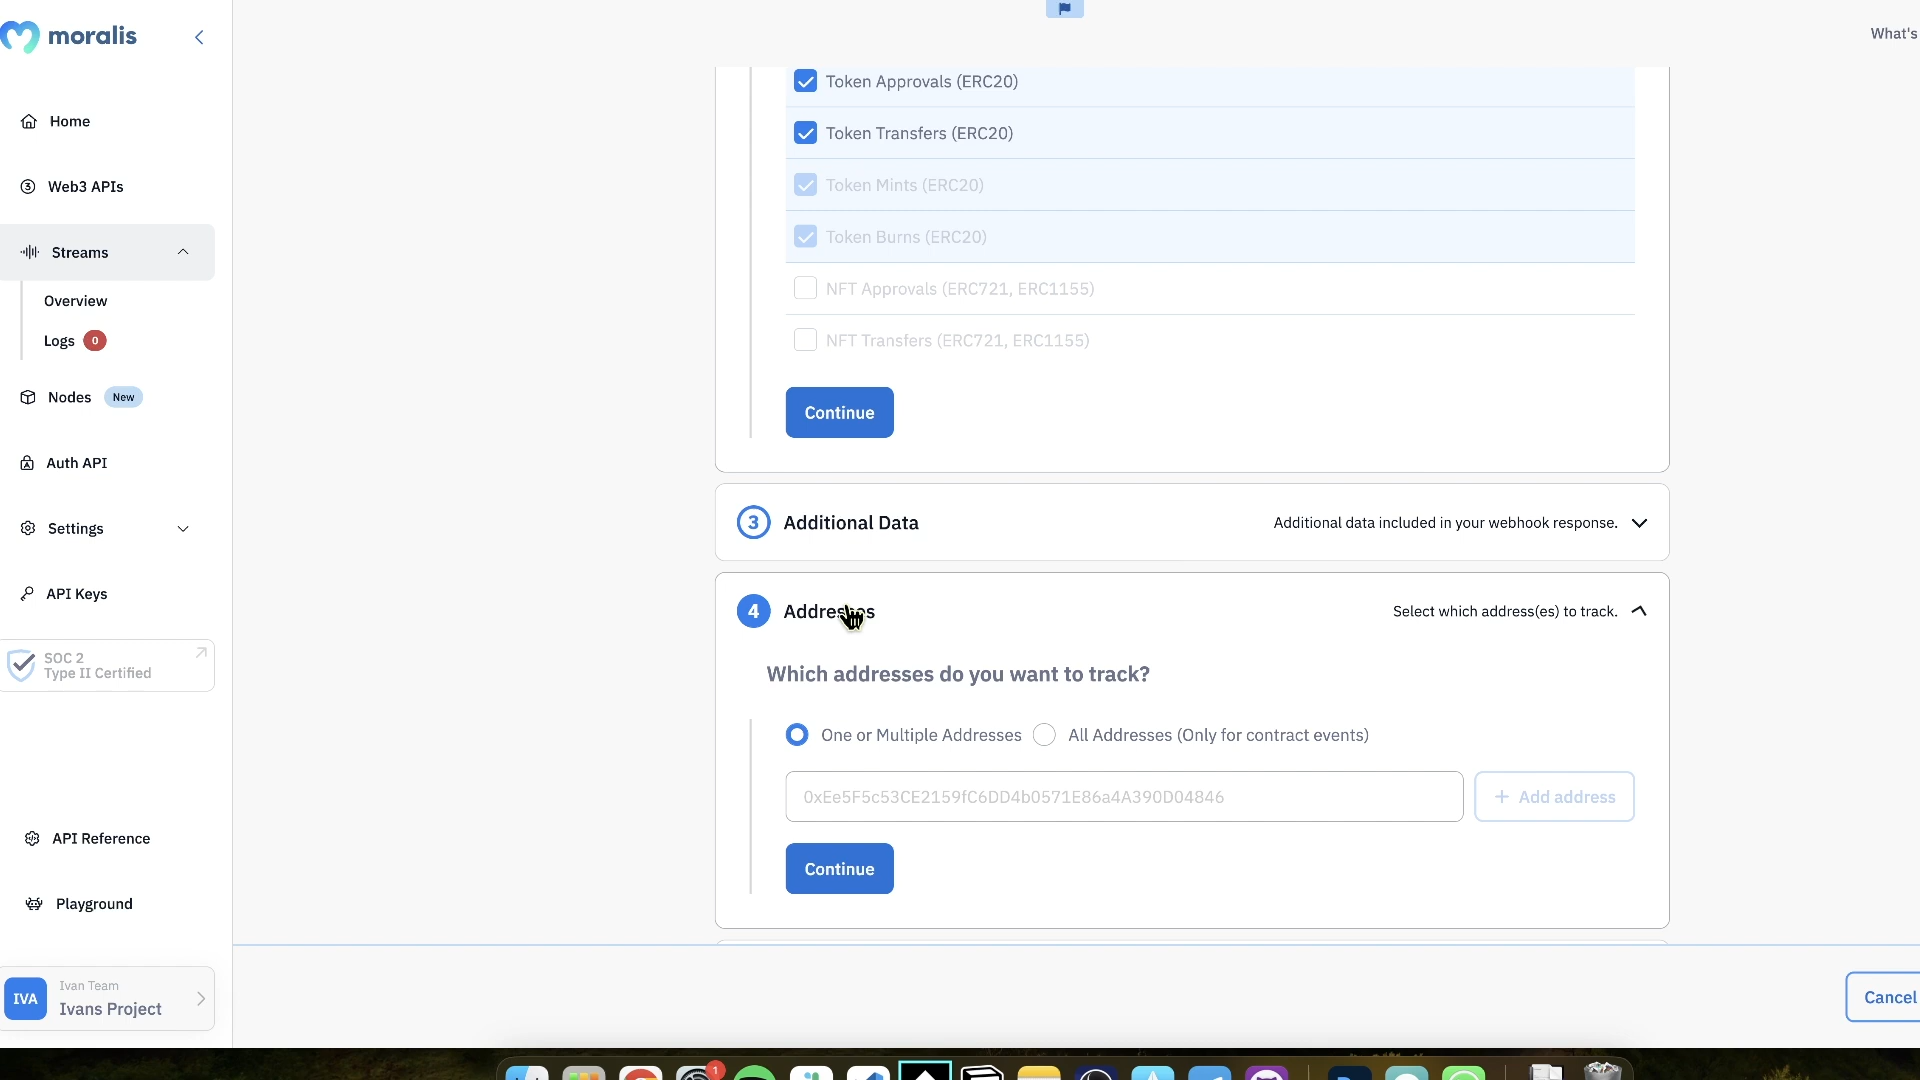 moralis
What's
Home
Web3 APIs
Streams
Overview
Logs 0
Nodes New
Auth API
Settings
API Keys
SOC 2
Type II Certified
API Reference
Playground
IVA
Ivan Team
Ivans Project
Token Approvals (ERC20)
Token Transfers (ERC20)
Token Mints (ERC20)
Token Burns (ERC20)
NFT Approvals (ERC721, ERC1155)
NFT Transfers (ERC721, ERC1155)
Continue
3 Additional Data Additional data included in your webhook response.
4 Addresses Select which address(es) to track.
Which addresses do you want to track?
One or Multiple Addresses All Addresses (Only for contract events)
0xEe5F5c53CE2159fC6DD4b0571E86a4A390D04846 + Add address
Continue
Cancel
1